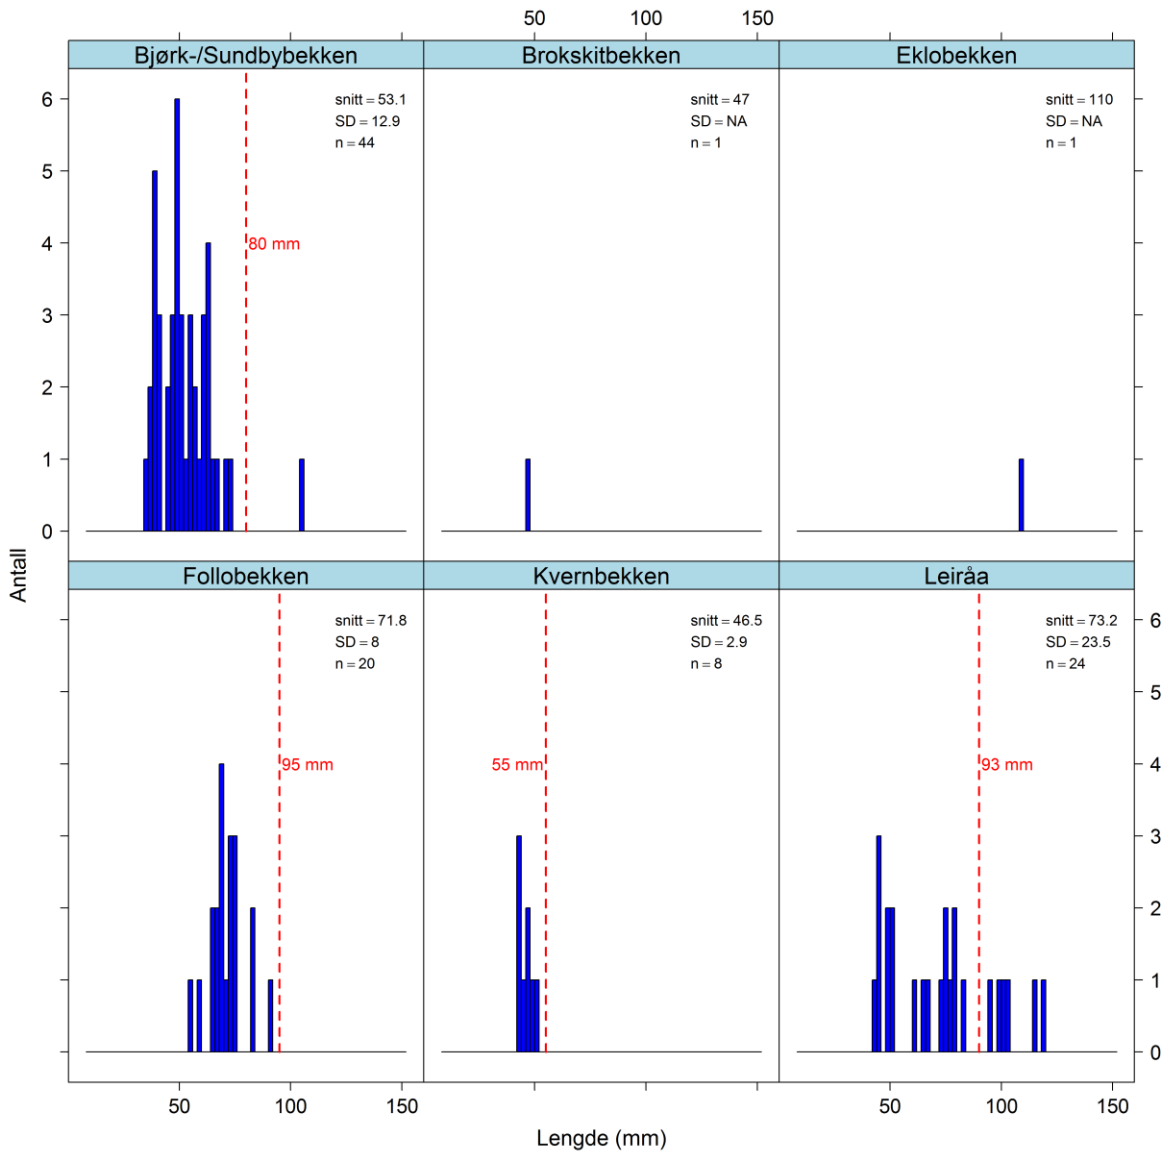 50 100 150
Bjørk-/Sundbybekken
Brokskitbekken
Eklobekken
snitt = 53.1
SD = 12.9
n = 44
80 mm
snitt = 47
SD = NA
n = 1
snitt = 110
SD = NA
n = 1
6
5
4
3
2
1
0
Antall
Follobekken
Kvernbekken
Leiråa
snitt = 71.8
SD = 8
n = 20
95 mm
snitt = 46.5
SD = 2.9
n = 8
55 mm
snitt = 73.2
SD = 23.5
n = 24
93 mm
6
5
4
3
2
1
0
50 100 150
50 100 150
Lengde (mm)